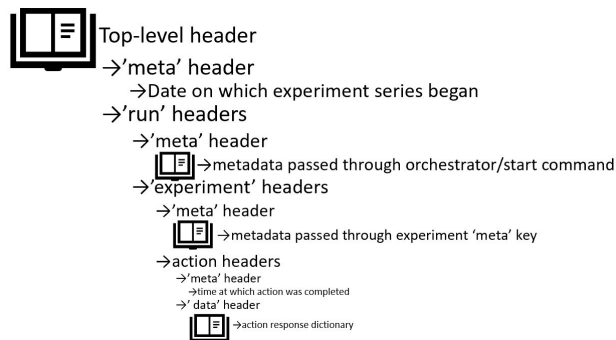 Top-level header
→’meta’ header
→Date on which experiment series began
→’run’ headers
→’meta’ header
→metadata passed through orchestrator/start command
→’experiment’ headers
→’meta’ header
→metadata passed through experiment ‘meta’ key
→action headers
→’meta’ header
→time at which action was completed
→’ data’ header
→action response dictionary